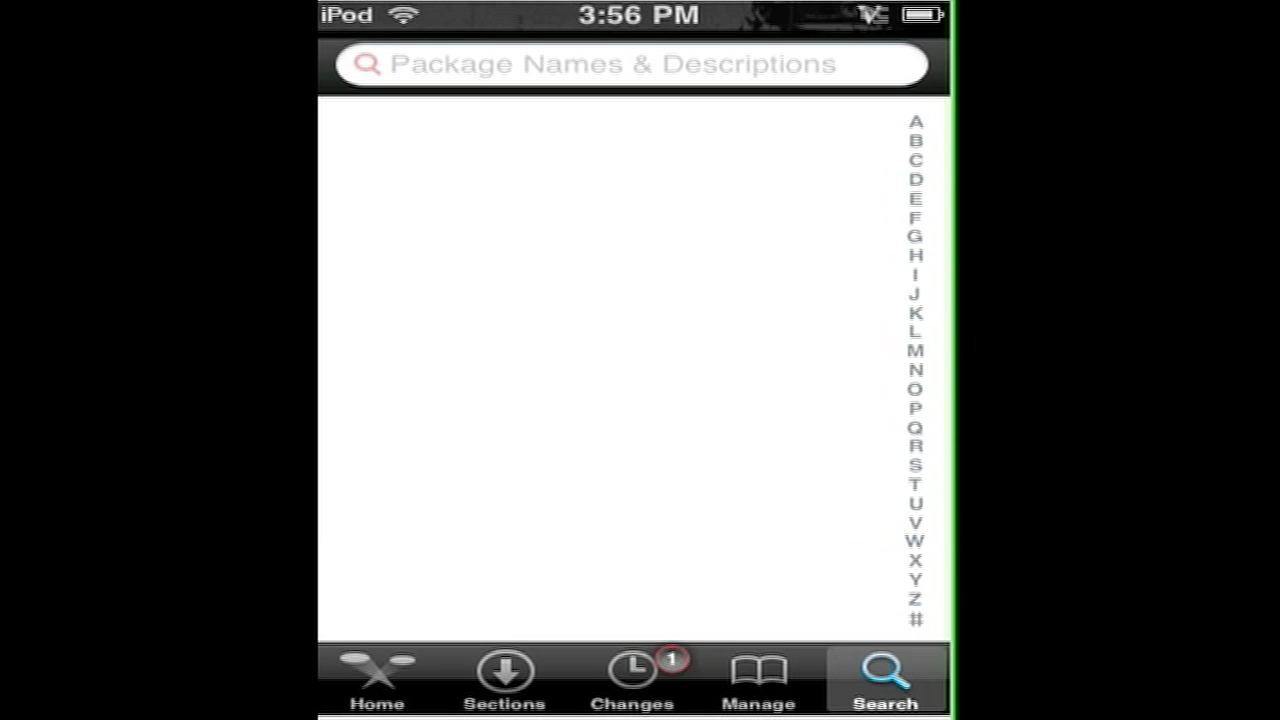 iPod 3:56 PM
Package Names & Descriptions
A
B
C
D
E
F
G
H
I
J
K
L
M
N
O
P
Q
R
S
T
U
V
W
X
Y
Z
#
1
Home Sections Changes Manage Search